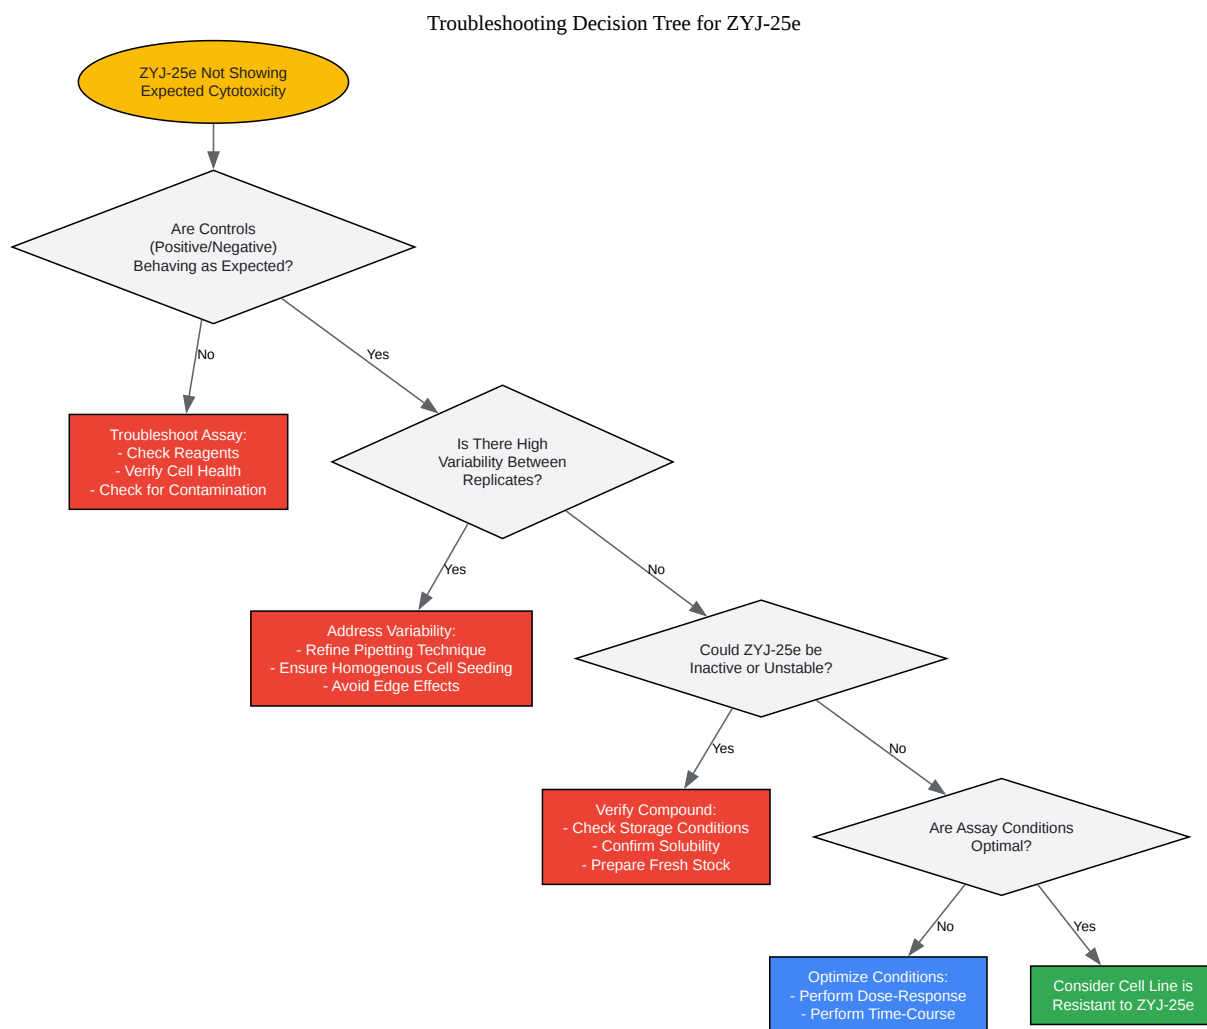 Troubleshooting Decision Tree for ZYJ-25e
ZYJ-25e Not Showing
Expected Cytotoxicity
Are Controls
(Positive/Negative)
Behaving as Expected?
No
Yes
Troubleshoot Assay:
- Check Reagents
- Verify Cell Health
- Check for Contamination
Is There High
Variability Between
Replicates?
Yes
No
Address Variability:
- Refine Pipetting Technique
- Ensure Homogenous Cell Seeding
- Avoid Edge Effects
Could ZYJ-25e be
Inactive or Unstable?
Yes
No
Verify Compound:
- Check Storage Conditions
- Confirm Solubility
- Prepare Fresh Stock
Are Assay Conditions
Optimal?
No
Yes
Optimize Conditions:
- Perform Dose-Response
- Perform Time-Course
Consider Cell Line is
Resistant to ZYJ-25e